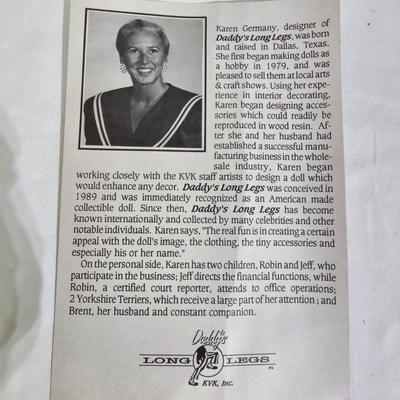 Karen Germany, designer of
Daddy's Long Legs, was born
and raised in Dallas, Texas.
She first began making dolls as
a hobby in 1979, and was
pleased to sell them at local arts
& craft shows. Using her expe-
rience in interior decorating,
Karen began designing acces-
sories which could readily be
reproduced in wood resin. Af-
ter she and her husband had
established a successful manu-
facturing business in the whole-
sale industry, Karen began
working closely with the KVK staff artists to design a doll which
would enhance any decor. Daddy's Long Legs was conceived in
1989 and was immediately recognized as an American made
collectible doll. Since then, Daddy's Long Legs has become
known internationally and collected by many celebrities and other
notable individuals. Karen says, "The real fun is in creating a certain
appeal with the doll's image, the clothing, the tiny accessories and
especially his or her name."
On the personal side, Karen has two children, Robin and Jeff, who
participate in the business; Jeff directs the financial functions, while
Robin, a certified court reporter, attends to office operations;
2 Yorkshire Terriers, which receive a large part of her attention ; and
Brent, her husband and constant companion.
Daddy's
LONG LEGS
KVK, Inc.